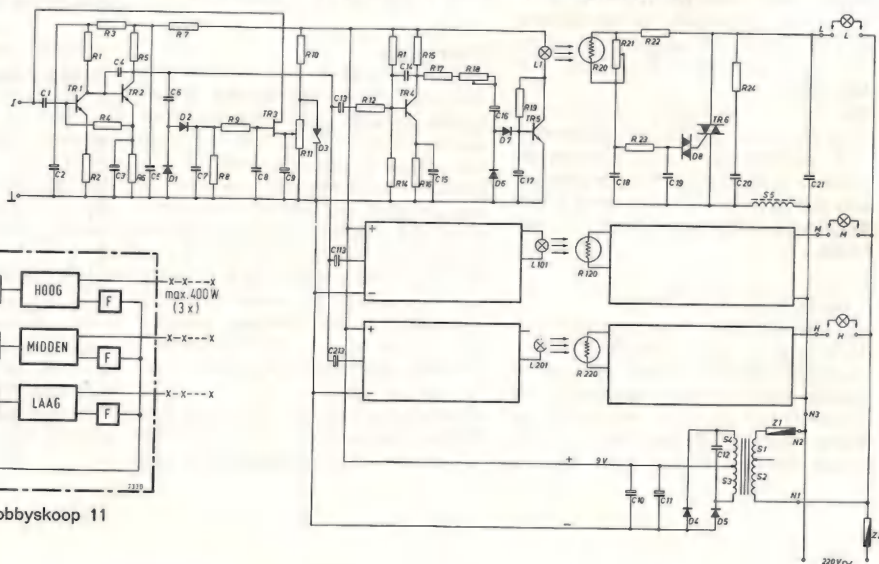 R3
R7
R1
R5
C4
C1
I
TR1
TR2
R4
R2
C2
C3
R6
C5
C6
D2
D1
C7
R8
R9
C8
TR3
C9
R10
R11
D3
C13
R12
R1
R15
C14
TR4
R17
R18
R14
R16
C15
C16
D7
D6
R19
C17
TR5
L1
R20
R21
R22
R23
C18
C19
D8
TR6
R24
C20
S5
C21
L
L
+
C113
−
L101
R120
M
M
+
C213
−
L201
R220
H
H
HOOG
F
x--x----x
max. 400 W
(3 x)
MIDDEN
F
x--x----x
LAAG
F
x--x----x
obbyskoop 11
+
9V
−
C10
C11
D4
D5
C12
S4
S3
S1
S2
Z1
N3
N2
N1
220V